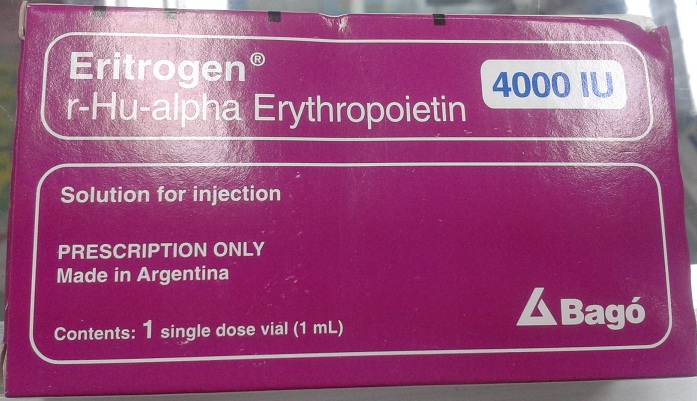 Eritrogen®
r-Hu-alpha Erythropoietin
4000 IU
Solution for injection
PRESCRIPTION ONLY
Made in Argentina
Contents: 1 single dose vial (1 mL)
Bagó